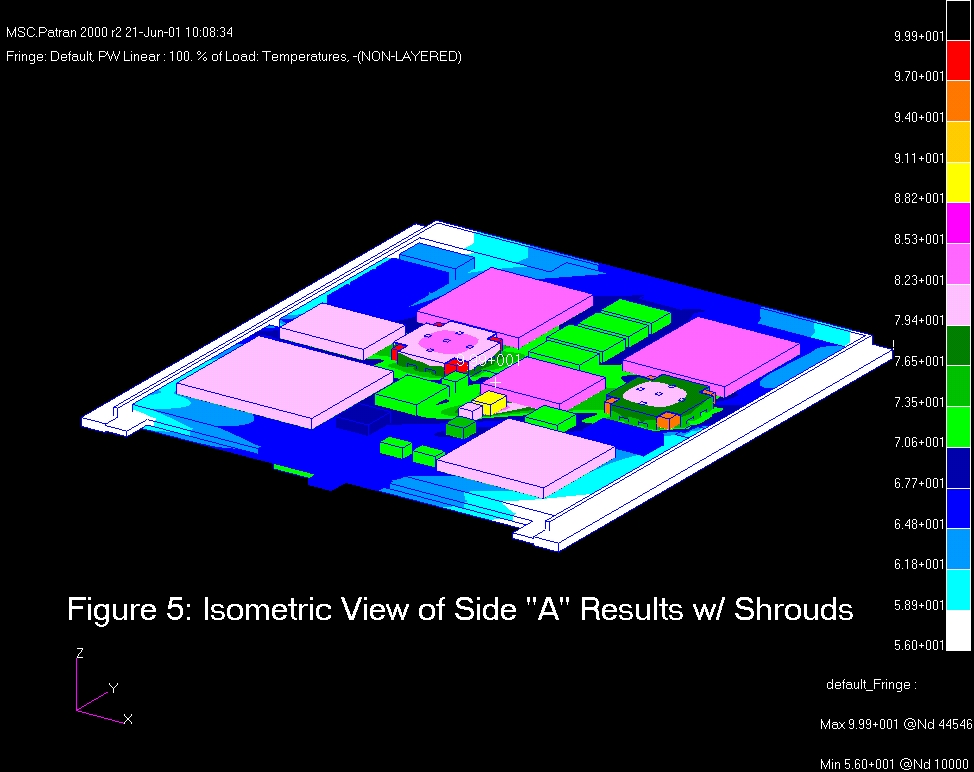 MSC.Patran 2000 r2 21-Jun-01 10:08:34
Fringe: Default, PW Linear : 100. % of Load: Temperatures, -(NON-LAYERED)
9.99+001
9.70+001
9.40+001
9.11+001
8.82+001
8.53+001
8.23+001
7.94+001
7.65+001
7.35+001
7.06+001
6.77+001
6.48+001
6.18+001
5.89+001
5.60+001
Figure 5: Isometric View of Side "A" Results w/ Shrouds
Z
Y
X
default_Fringe :
Max 9.99+001 @Nd 44546
Min 5.60+001 @Nd 10000